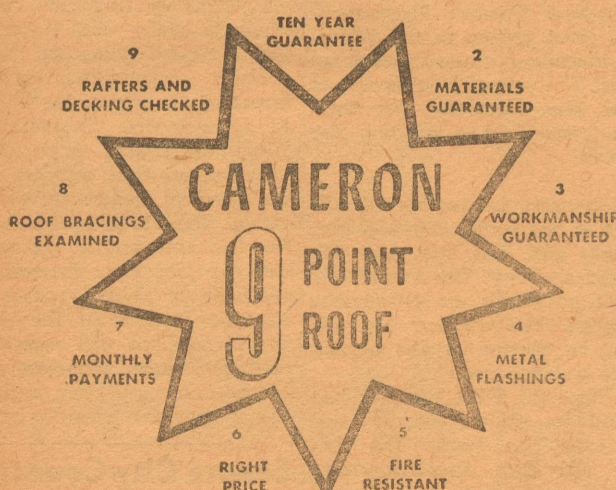 TEN YEAR
GUARANTEE
2
MATERIALS
GUARANTEED
3
WORKMANSHIP
GUARANTEED
4
METAL
FLASHINGS
5
FIRE
RESISTANT
6
RIGHT
PRICE
7
MONTHLY
PAYMENTS
8
ROOF BRACINGS
EXAMINED
9
RAFTERS AND
DECKING CHECKED
CAMERON
9 POINT
ROOF